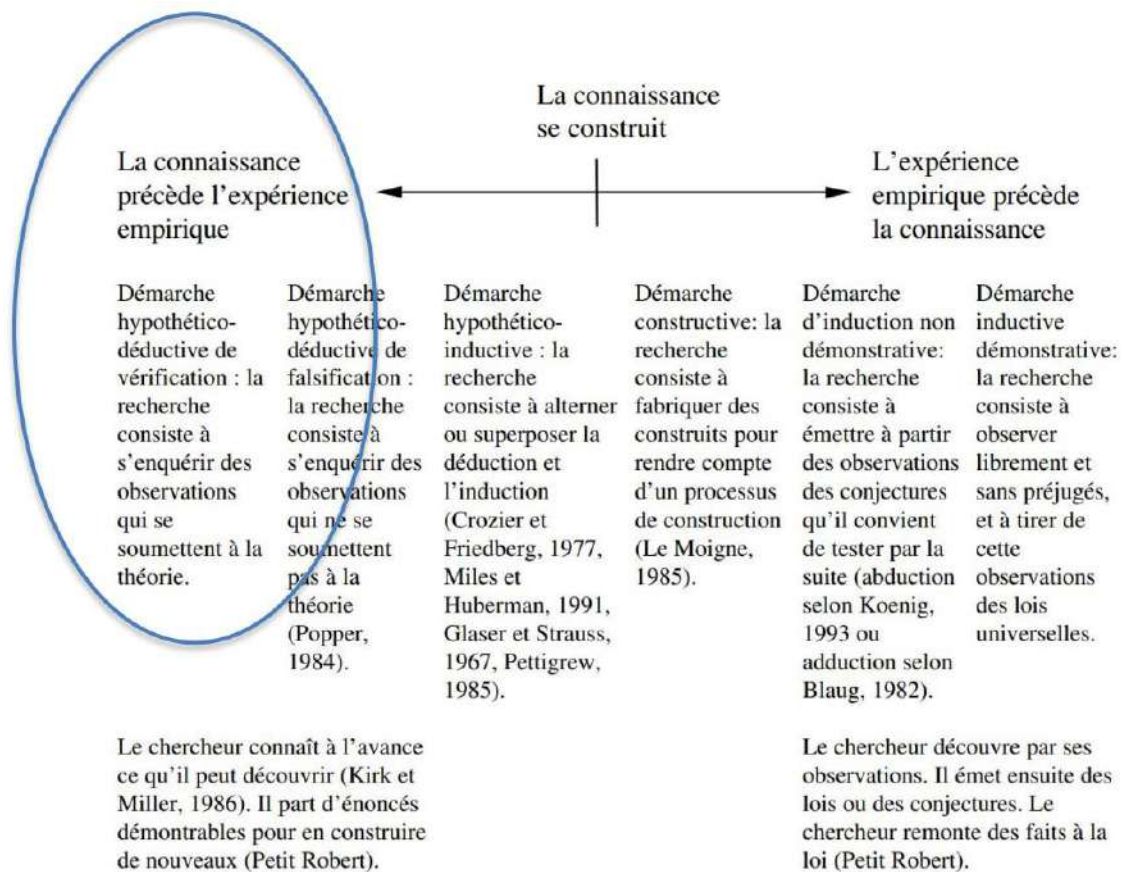 La connaissance
se construit
La connaissance
précède l'expérience
empirique
L'expérience
empirique précède
la connaissance
Démarche
hypothético-
déductive de
vérification : la
recherche
consiste à
s'enquérir des
observations
qui se
soumettent à la
théorie.
Démarche
hypothético-
déductive de
falsification :
la recherche
consiste à
s'enquérir des
observations
qui ne se
soumettent
pas à la
théorie
(Popper,
1984).
Démarche
hypothético-
inductive : la
recherche
consiste à alterner
ou superposer la
déduction et
l'induction
(Crozier et
Friedberg, 1977,
Miles et
Huberman, 1991,
Glaser et Strauss,
1967, Pettigrew,
1985).
Démarche
constructive: la
recherche
consiste à
fabriquer des
construits pour
rendre compte
d'un processus
de construction
(Le Moigne,
1985).
Démarche
d'induction non
démonstrative:
la recherche
consiste à
émettre à partir
des observations
des conjectures
qu'il convient
de tester par la
suite (abduction
selon Koenig,
1993 ou
adduction selon
Blaug, 1982).
Démarche
inductive
démonstrative:
la recherche
consiste à
observer
librement et
sans préjugés,
et à tirer de
cette
observations
des lois
universelles.
Le chercheur connaît à l'avance
ce qu'il peut découvrir (Kirk et
Miller, 1986). Il part d'énoncés
démontrables pour en construire
de nouveaux (Petit Robert).
Le chercheur découvre par ses
observations. Il émet ensuite des
lois ou des conjectures. Le
chercheur remonte des faits à la
loi (Petit Robert).